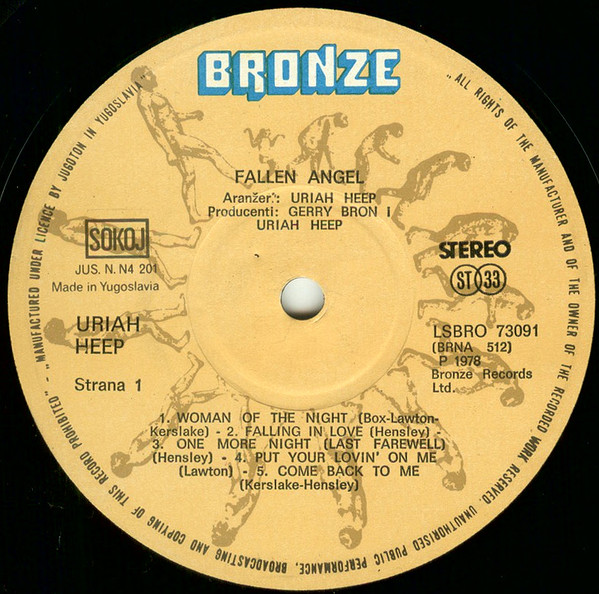 BRONZE
"MANUFACTURED UNDER LICENCE BY JUGOTON IN YUGOSLAVIA" - "ALL RIGHTS OF THE MANUFACTURER AND OF THE OWNER OF THE RECORDED WORK RESERVED. UNAUTHORISED PUBLIC PERFORMANCE, BROADCASTING AND COPYING OF THIS RECORD PROHIBITED" -
FALLEN ANGEL
Aranžer: URIAH HEEP
Producenti: GERRY BRON I
URIAH HEEP
SOKOJ
JUS. N. N4 201
Made in Yugoslavia
STEREO
ST 33
URIAH
HEEP
LSBRO 73091
(BRNA 512)
P 1978
Bronze Records
Ltd.
Strana 1
1. WOMAN OF THE NIGHT (Box-Lawton-
Kerslake) - 2. FALLING IN LOVE (Hensley) -
3. ONE MORE NIGHT (LAST FAREWELL)
(Hensley) - 4. PUT YOUR LOVIN' ON ME
(Lawton) - 5. COME BACK TO ME
(Kerslake-Hensley)